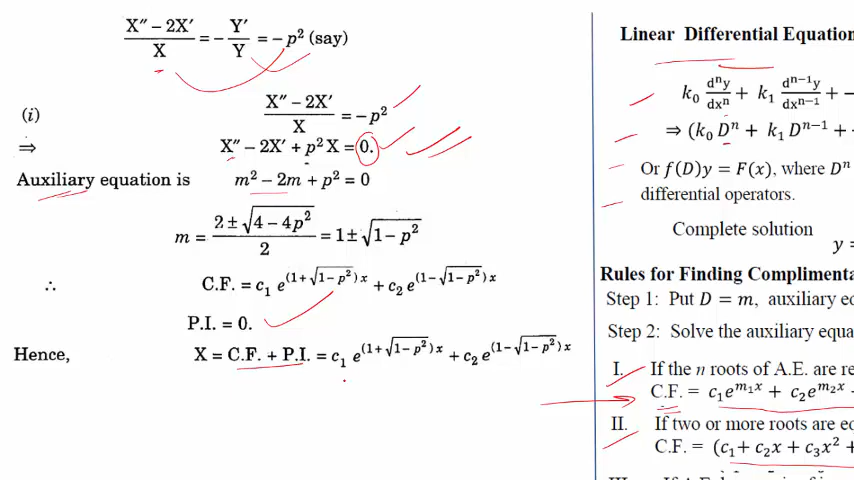 X″ − 2X′ / X = − Y′ / Y = − p² (say)
(i) X″ − 2X′ / X = − p²
⇒ X″ − 2X′ + p² X = 0.
Auxiliary equation is m² − 2m + p² = 0
m = 2 ± √(4 − 4p²) / 2 = 1 ± √(1 − p²)
∴ C.F. = c₁ e^(1 + √(1 − p²)) x + c₂ e^(1 − √(1 − p²)) x
P.I. = 0.
Hence, X = C.F. + P.I. = c₁ e^(1 + √(1 − p²)) x + c₂ e^(1 − √(1 − p²)) x
Linear Differential Equation
k₀ dⁿy/dxⁿ + k₁ dⁿ⁻¹y/dxⁿ⁻¹ + −
⇒ (k₀ Dⁿ + k₁ Dⁿ⁻¹ +
Or f(D)y = F(x), where Dⁿ
differential operators.
Complete solution
y =
Rules for Finding Complimenta
Step 1: Put D = m, auxiliary eq
Step 2: Solve the auxiliary equa
I. If the n roots of A.E. are re
C.F. = c₁e^m₁x + c₂e^m₂x
II. If two or more roots are eq
C.F. = (c₁ + c₂x + c₃x² +